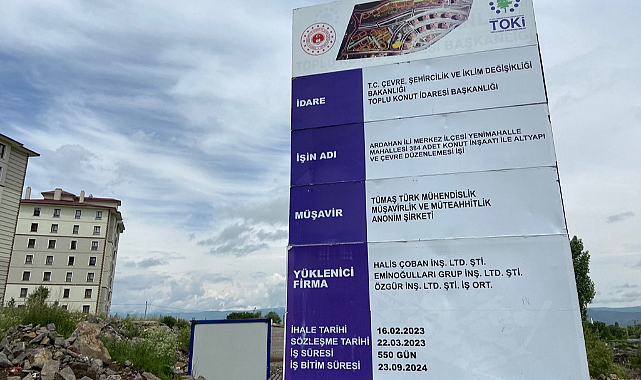 TOKİ
TOPLU KONUT İDARESİ BAŞKANLIĞI
İDARE
T.C. ÇEVRE, ŞEHİRCİLİK VE İKLİM DEĞİŞİKLİĞİ
BAKANLIĞI
TOPLU KONUT İDARESİ BAŞKANLIĞI
İŞİN ADI
ARDAHAN İLİ MERKEZ İLÇESİ YENİMAHALLE
MAHALLESİ 384 ADET KONUT İNŞAATI İLE ALTYAPI
VE ÇEVRE DÜZENLEMESİ İŞİ
MÜŞAVİR
TÜMAŞ TÜRK MÜHENDİSLİK
MÜŞAVİRLİK VE MÜTEAHHİTLİK
ANONİM ŞİRKETİ
YÜKLENİCİ
FİRMA
HALİS ÇOBAN İNŞ. LTD. ŞTİ.
EMİNOĞULLARI GRUP İNŞ. LTD. ŞTİ.
ÖZGÜR İNŞ. LTD. ŞTİ. İŞ ORT.
İHALE TARİHİ 16.02.2023
SÖZLEŞME TARİHİ 22.03.2023
İŞ SÜRESİ 550 GÜN
İŞ BİTİM SÜRESİ 23.09.2024